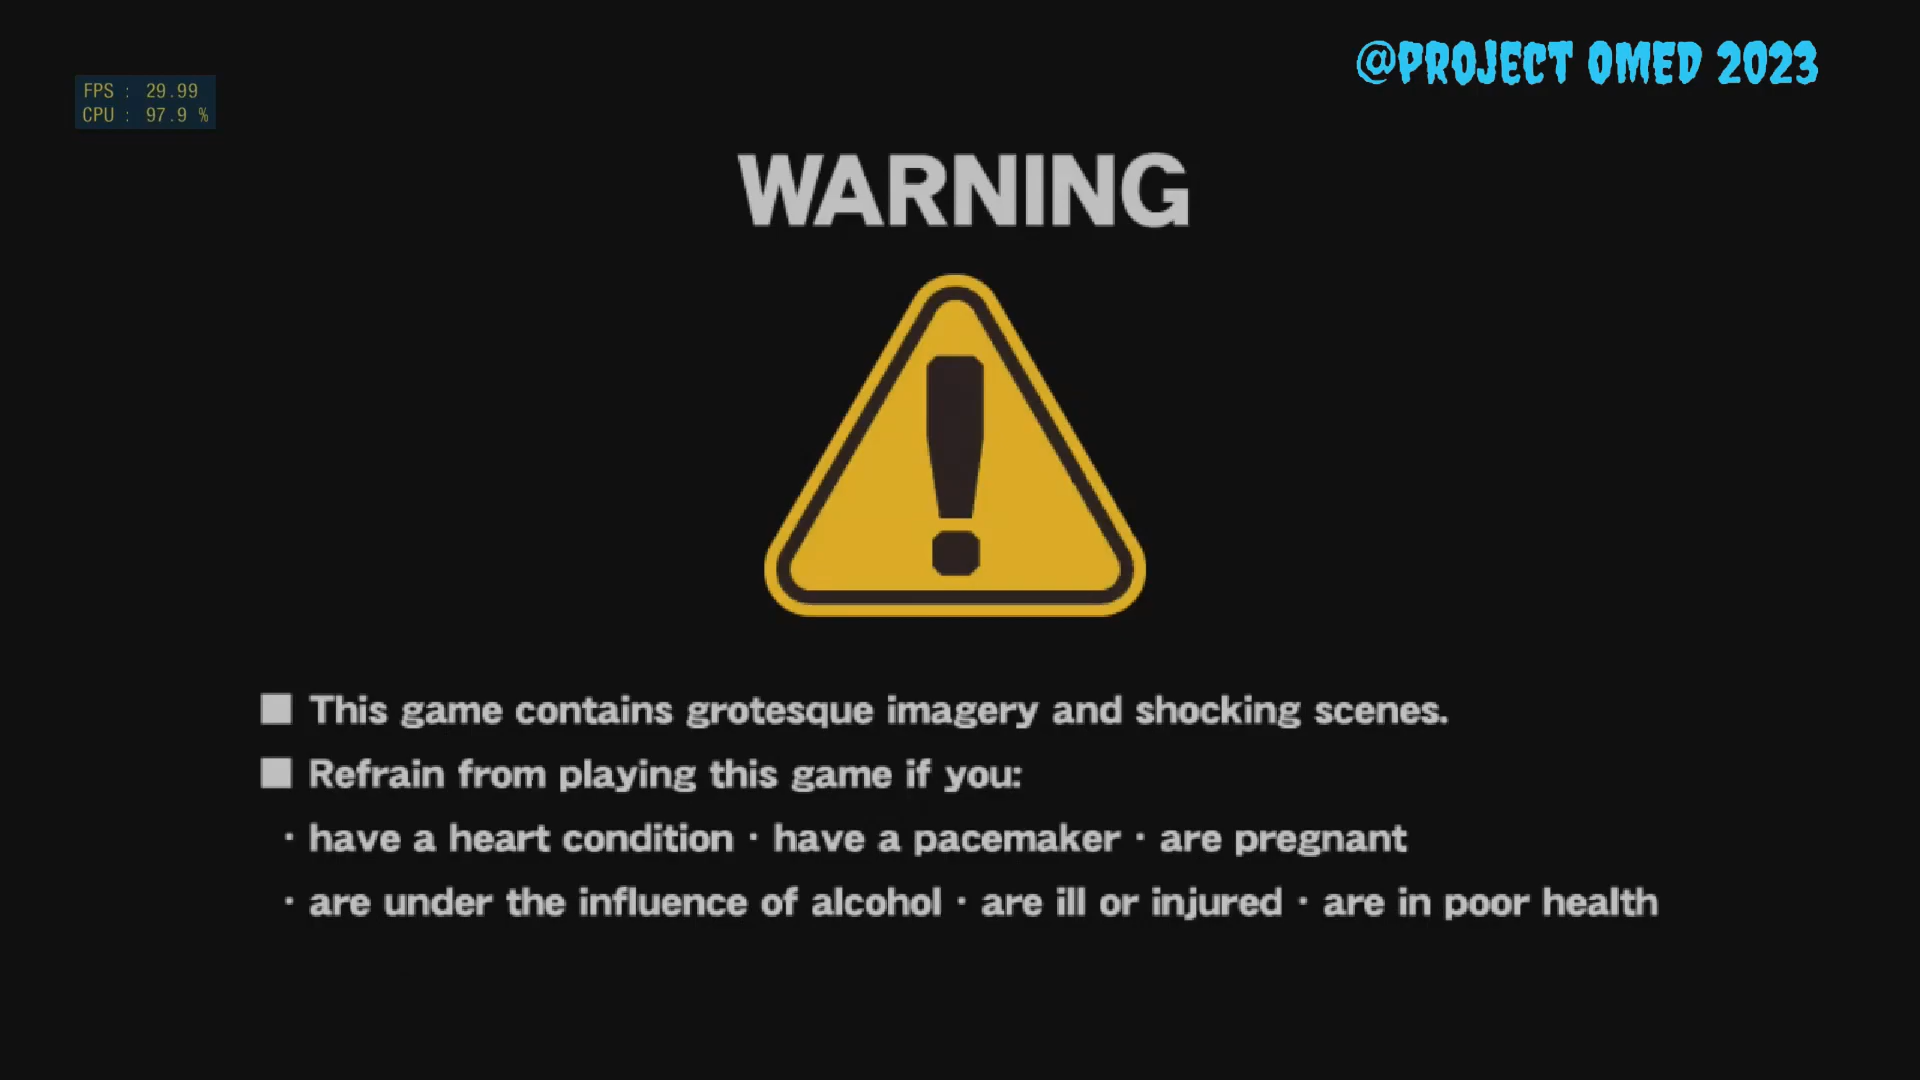 @PROJECT OMED 2023
FPS : 29.99
CPU : 97.9 %
WARNING
■ This game contains grotesque imagery and shocking scenes.
■ Refrain from playing this game if you:
· have a heart condition · have a pacemaker · are pregnant
· are under the influence of alcohol · are ill or injured · are in poor health